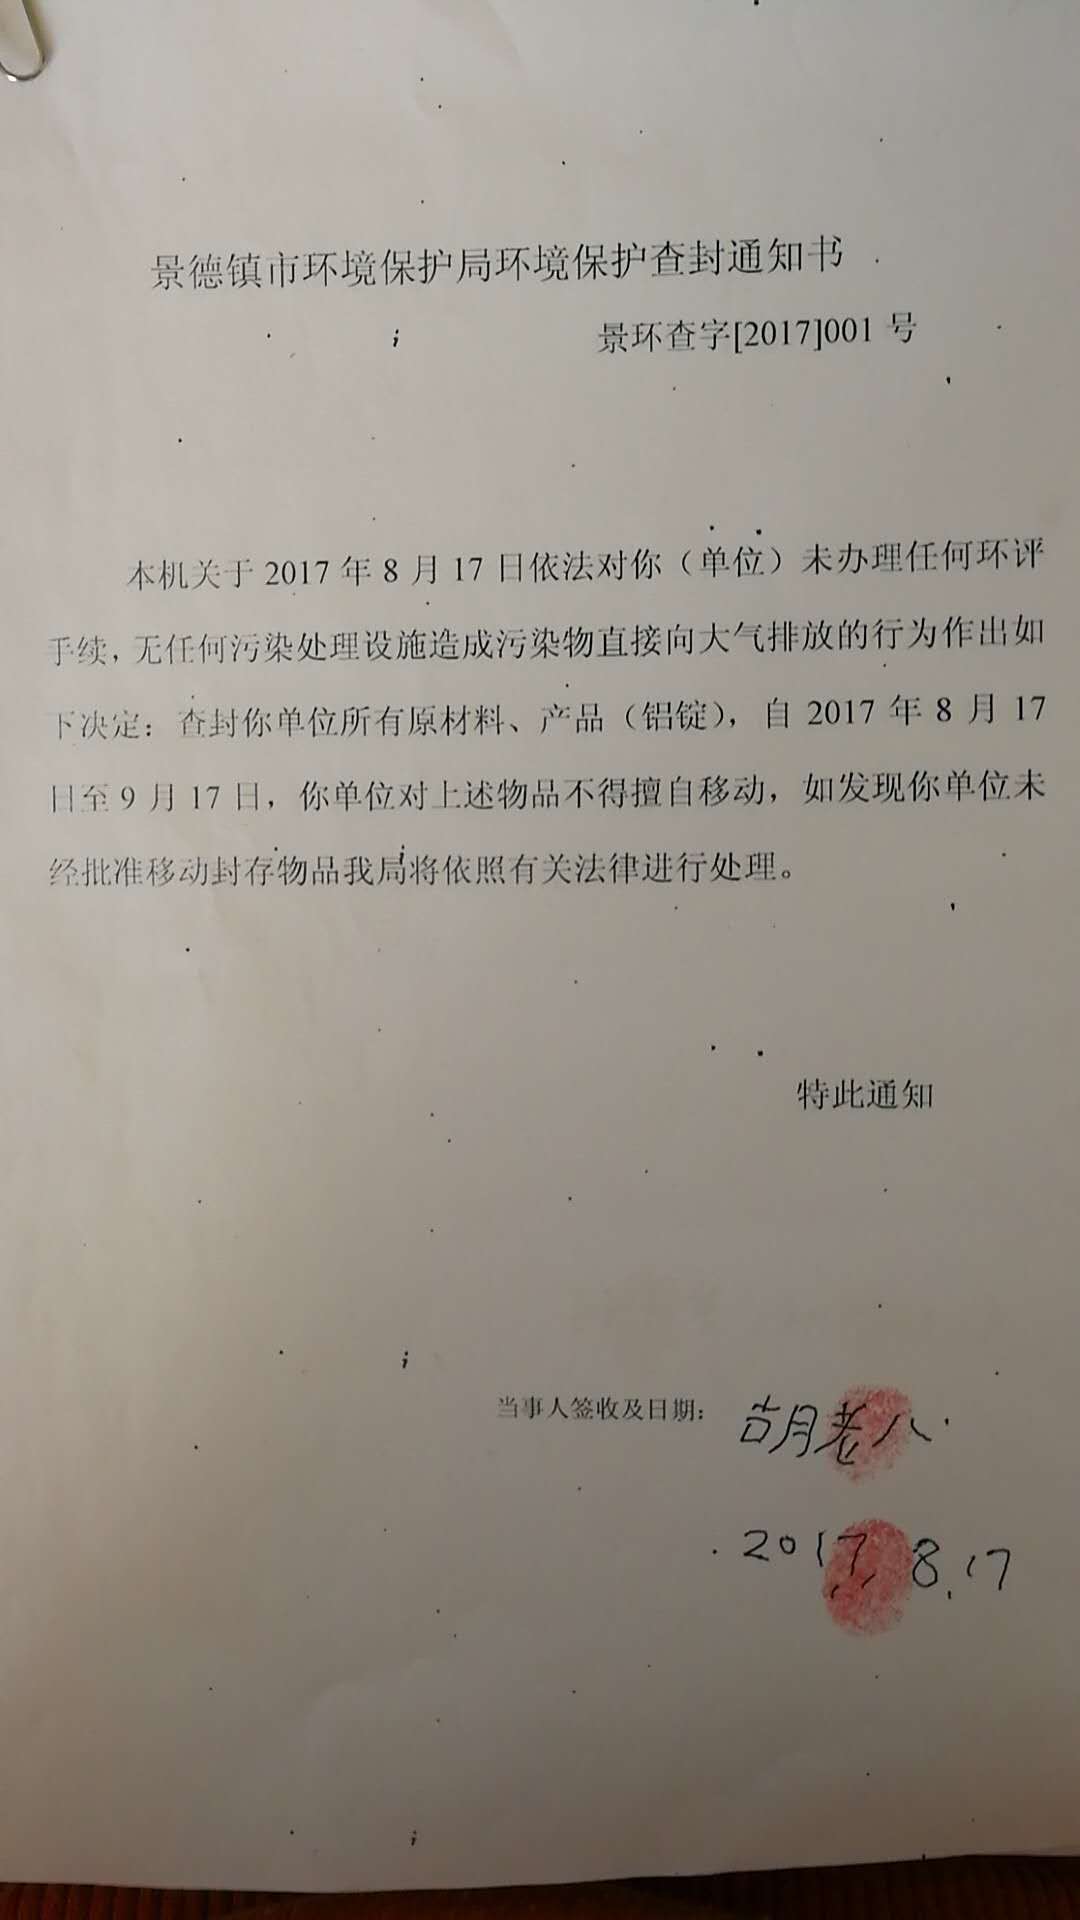 景德镇市环境保护局环境保护查封通知书
景环查字[2017]001 号
本机关于 2017 年 8 月 17 日依法对你（单位）未办理任何环评
手续，无任何污染处理设施造成污染物直接向大气排放的行为作出如
下决定：查封你单位所有原材料、产品（铝锭），自 2017 年 8 月 17
日至 9 月 17 日，你单位对上述物品不得擅自移动，如发现你单位未
经批准移动封存物品我局将依照有关法律进行处理。
特此通知
当事人签收及日期： 胡老八
2017.8.17